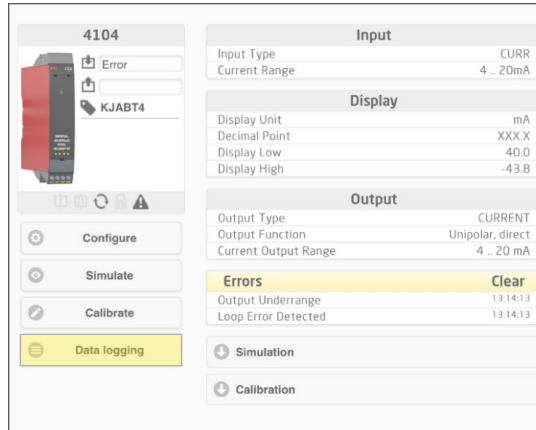 4104
Error
KJABT4
Configure
Simulate
Calibrate
Data logging
Input
Input Type CURR
Current Range 4 .. 20mA
Display
Display Unit mA
Decimal Point XXX.X
Display Low 40.0
Display High -43.8
Output
Output Type CURRENT
Output Function Unipolar, direct
Current Output Range 4 .. 20 mA
Errors Clear
Output Underrange 13:14:13
Loop Error Detected 13:14:13
Simulation
Calibration